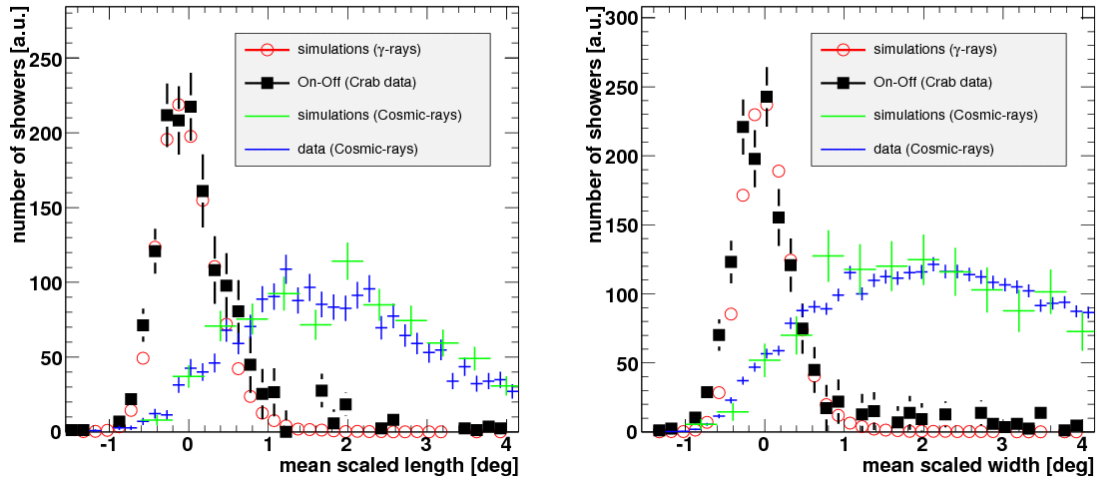 number of showers [a.u.]
250
200
150
100
50
0
simulations (γ-rays)
On-Off (Crab data)
simulations (Cosmic-rays)
data (Cosmic-rays)
-1 0 1 2 3 4
mean scaled length [deg]
number of showers [a.u.]
300
250
200
150
100
50
0
simulations (γ-rays)
On-Off (Crab data)
simulations (Cosmic-rays)
data (Cosmic-rays)
-1 0 1 2 3 4
mean scaled width [deg]